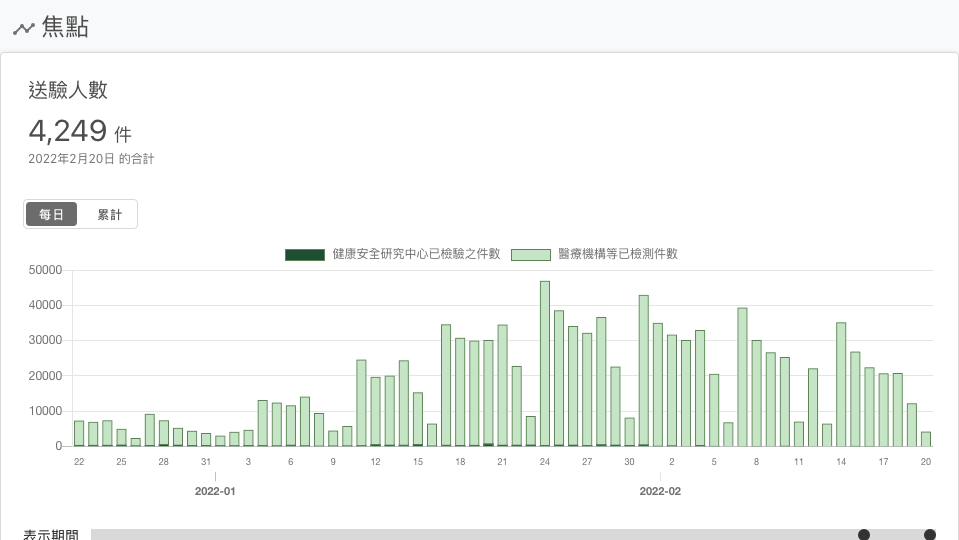 焦點
送驗人數
4,249 件
2022年2月20日 的合計
每日 累計
健康安全研究中心已檢驗之件數 醫療機構等已檢測件數
50000
40000
30000
20000
10000
0
22 25 28 31 3 6 9 12 15 18 21 24 27 30 2 5 8 11 14 17 20
2022-01 2022-02
表示期間